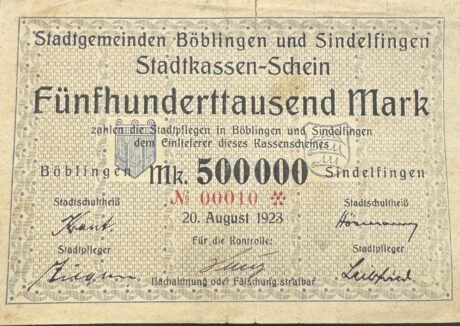 Stadtgemeinden Böblingen und Sindelfingen
Stadtkassen-Schein
Fünfhunderttausend Mark
zahlen die Stadtpflegen in Böblingen und Sindelfingen
dem Einlieferer dieses Kassenscheines
Böblingen Mk. 500000 Sindelfingen
Stadtschultheiß № 00010 ✻ Stadtschultheiß
20. August 1923
Stadtpfleger Für die Kontrolle: Stadtpfleger
Nachahmung oder Fälschung strafbar